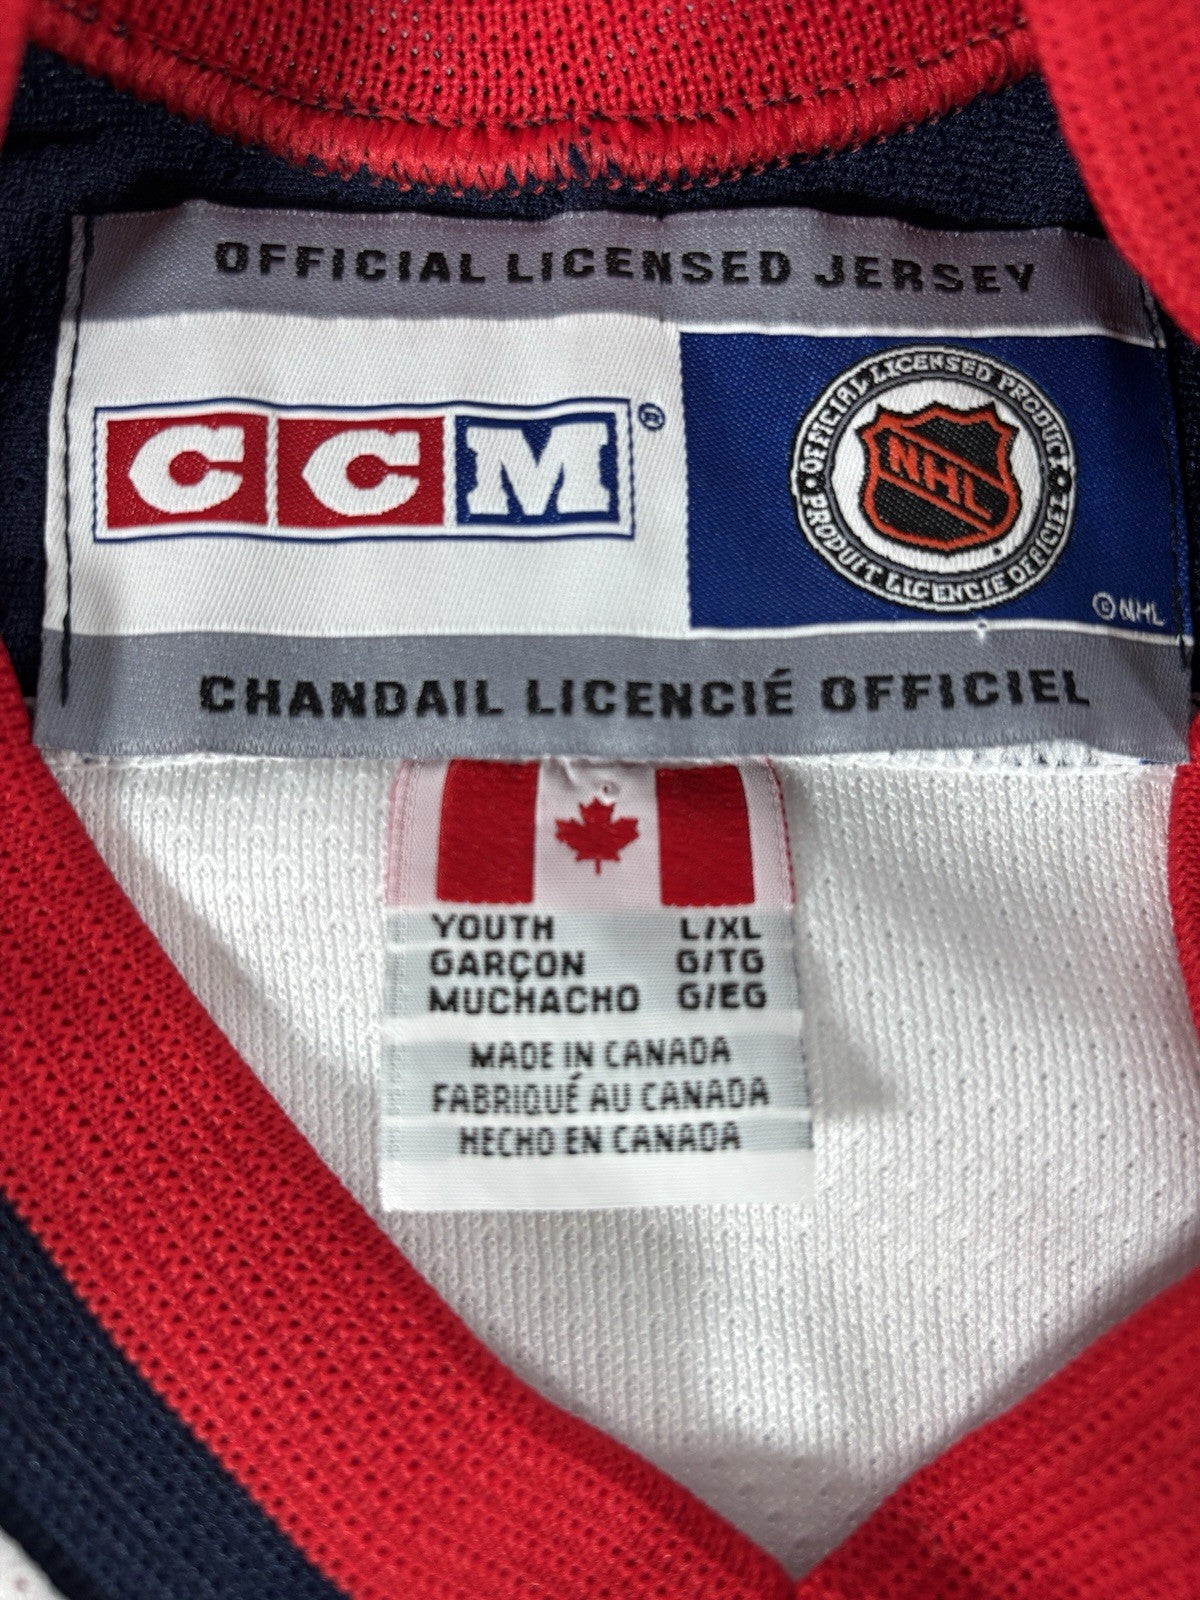 OFFICIAL LICENSED JERSEY
CCM®
OFFICIAL LICENSED PRODUCT
NHL
• PRODUIT LICENCIE OFFICIEL •
© NHL
CHANDAIL LICENCIÉ OFFICIEL
YOUTH L/XL
GARÇON G/TG
MUCHACHO G/EG
MADE IN CANADA
FABRIQUÉ AU CANADA
HECHO EN CANADA